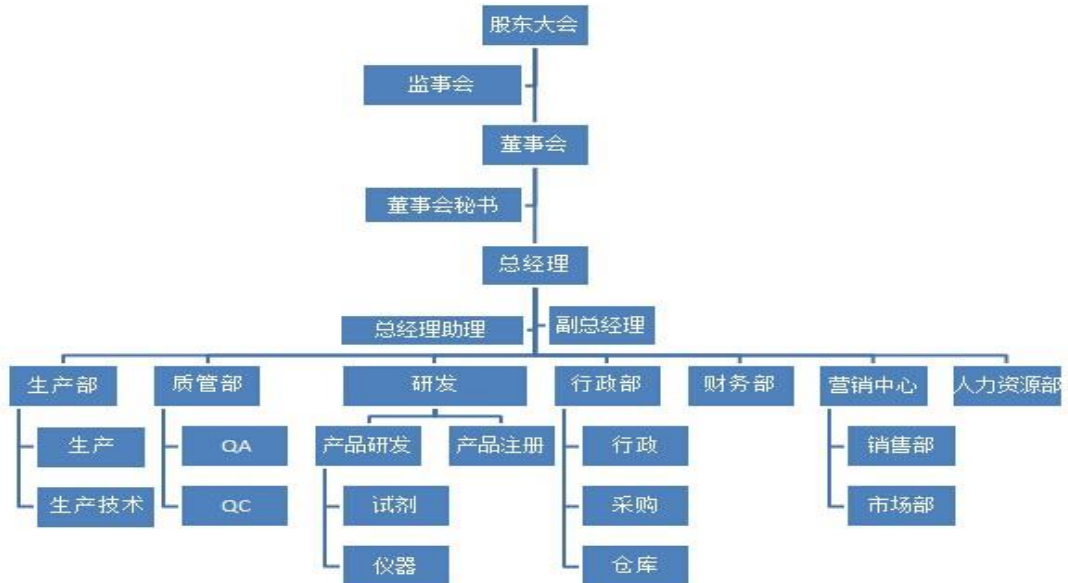 股东大会
监事会
董事会
董事会秘书
总经理
总经理助理
副总经理
生产部
质管部
研发
行政部
财务部
营销中心
人力资源部
生产
QA
产品研发
产品注册
行政
销售部
生产技术
QC
试剂
采购
市场部
仪器
仓库